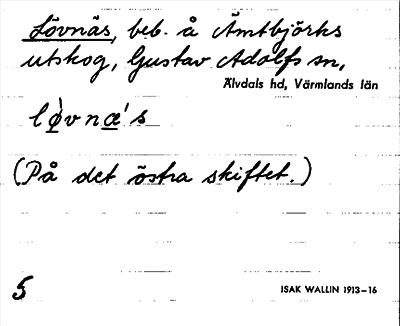 Lövnäs, beb. å Ämtbjörks
utskog, Gustav Adolfs sn,
Älvdals hd, Värmlands län
lø̀vnæ's
(På det östra skiftet.)
5
ISAK WALLIN 1913–16